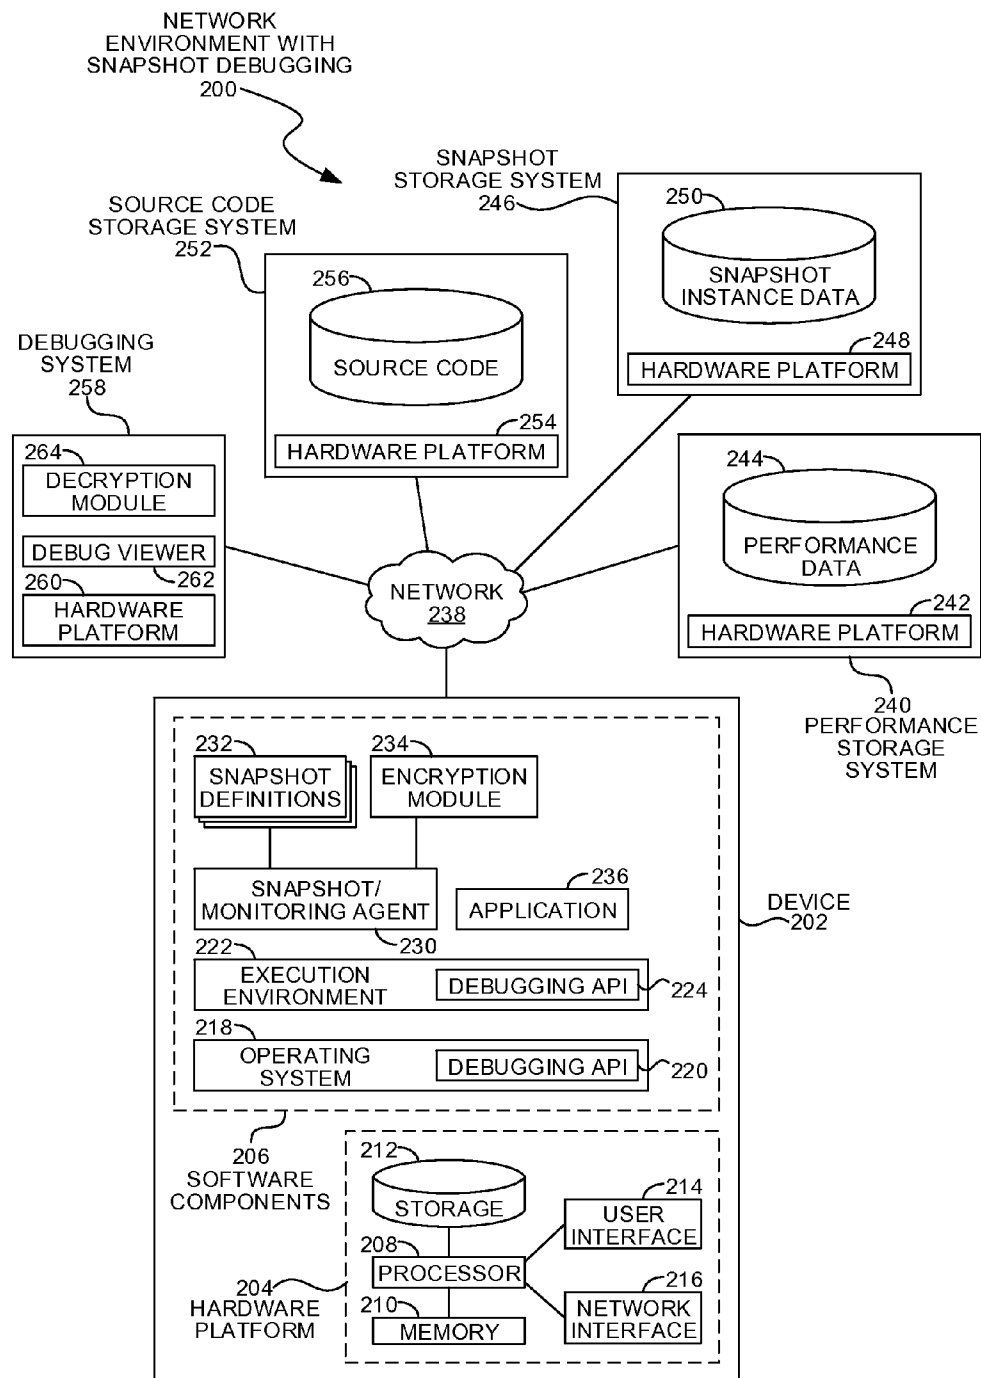 NETWORK
ENVIRONMENT WITH
SNAPSHOT DEBUGGING
200
SNAPSHOT
STORAGE SYSTEM
246
250
SNAPSHOT
INSTANCE DATA
248
HARDWARE PLATFORM
SOURCE CODE
STORAGE SYSTEM
252
256
SOURCE CODE
254
HARDWARE PLATFORM
DEBUGGING
SYSTEM
258
264
DECRYPTION
MODULE
DEBUG VIEWER
260
262
HARDWARE
PLATFORM
244
PERFORMANCE
DATA
242
HARDWARE PLATFORM
240
PERFORMANCE
STORAGE
SYSTEM
NETWORK
238
232
SNAPSHOT
DEFINITIONS
234
ENCRYPTION
MODULE
SNAPSHOT/
MONITORING AGENT
230
236
APPLICATION
DEVICE
202
222
EXECUTION
ENVIRONMENT
DEBUGGING API
224
218
OPERATING
SYSTEM
DEBUGGING API
220
206
SOFTWARE
COMPONENTS
212
STORAGE
214
USER
INTERFACE
208
PROCESSOR
204
HARDWARE
PLATFORM
210
MEMORY
216
NETWORK
INTERFACE